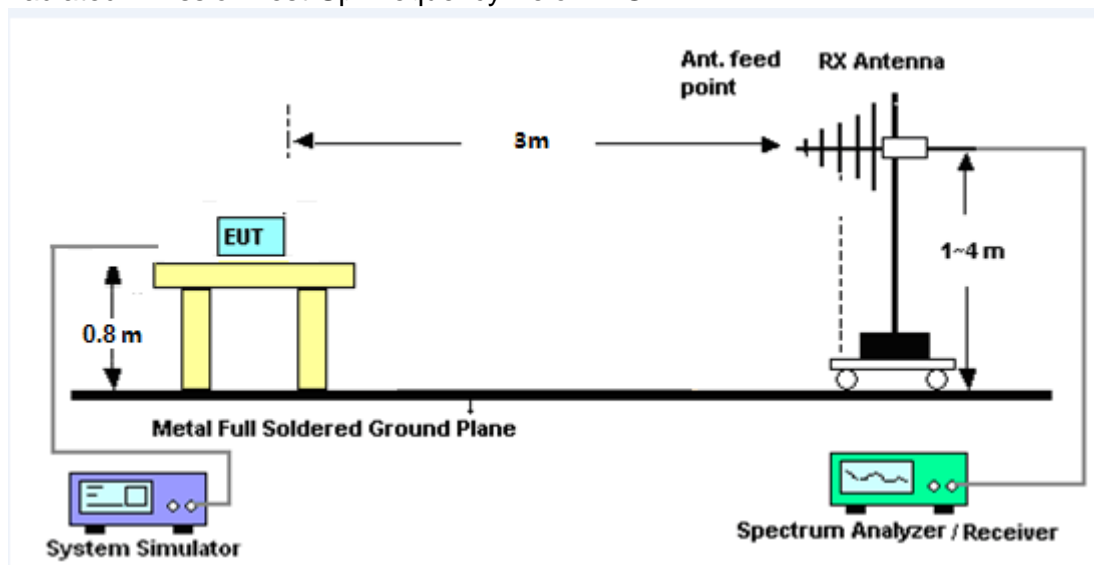 Ant. feed
point
RX Antenna
3m
EUT
1~4 m
0.8 m
Metal Full Soldered Ground Plane
System Simulator
Spectrum Analyzer / Receiver